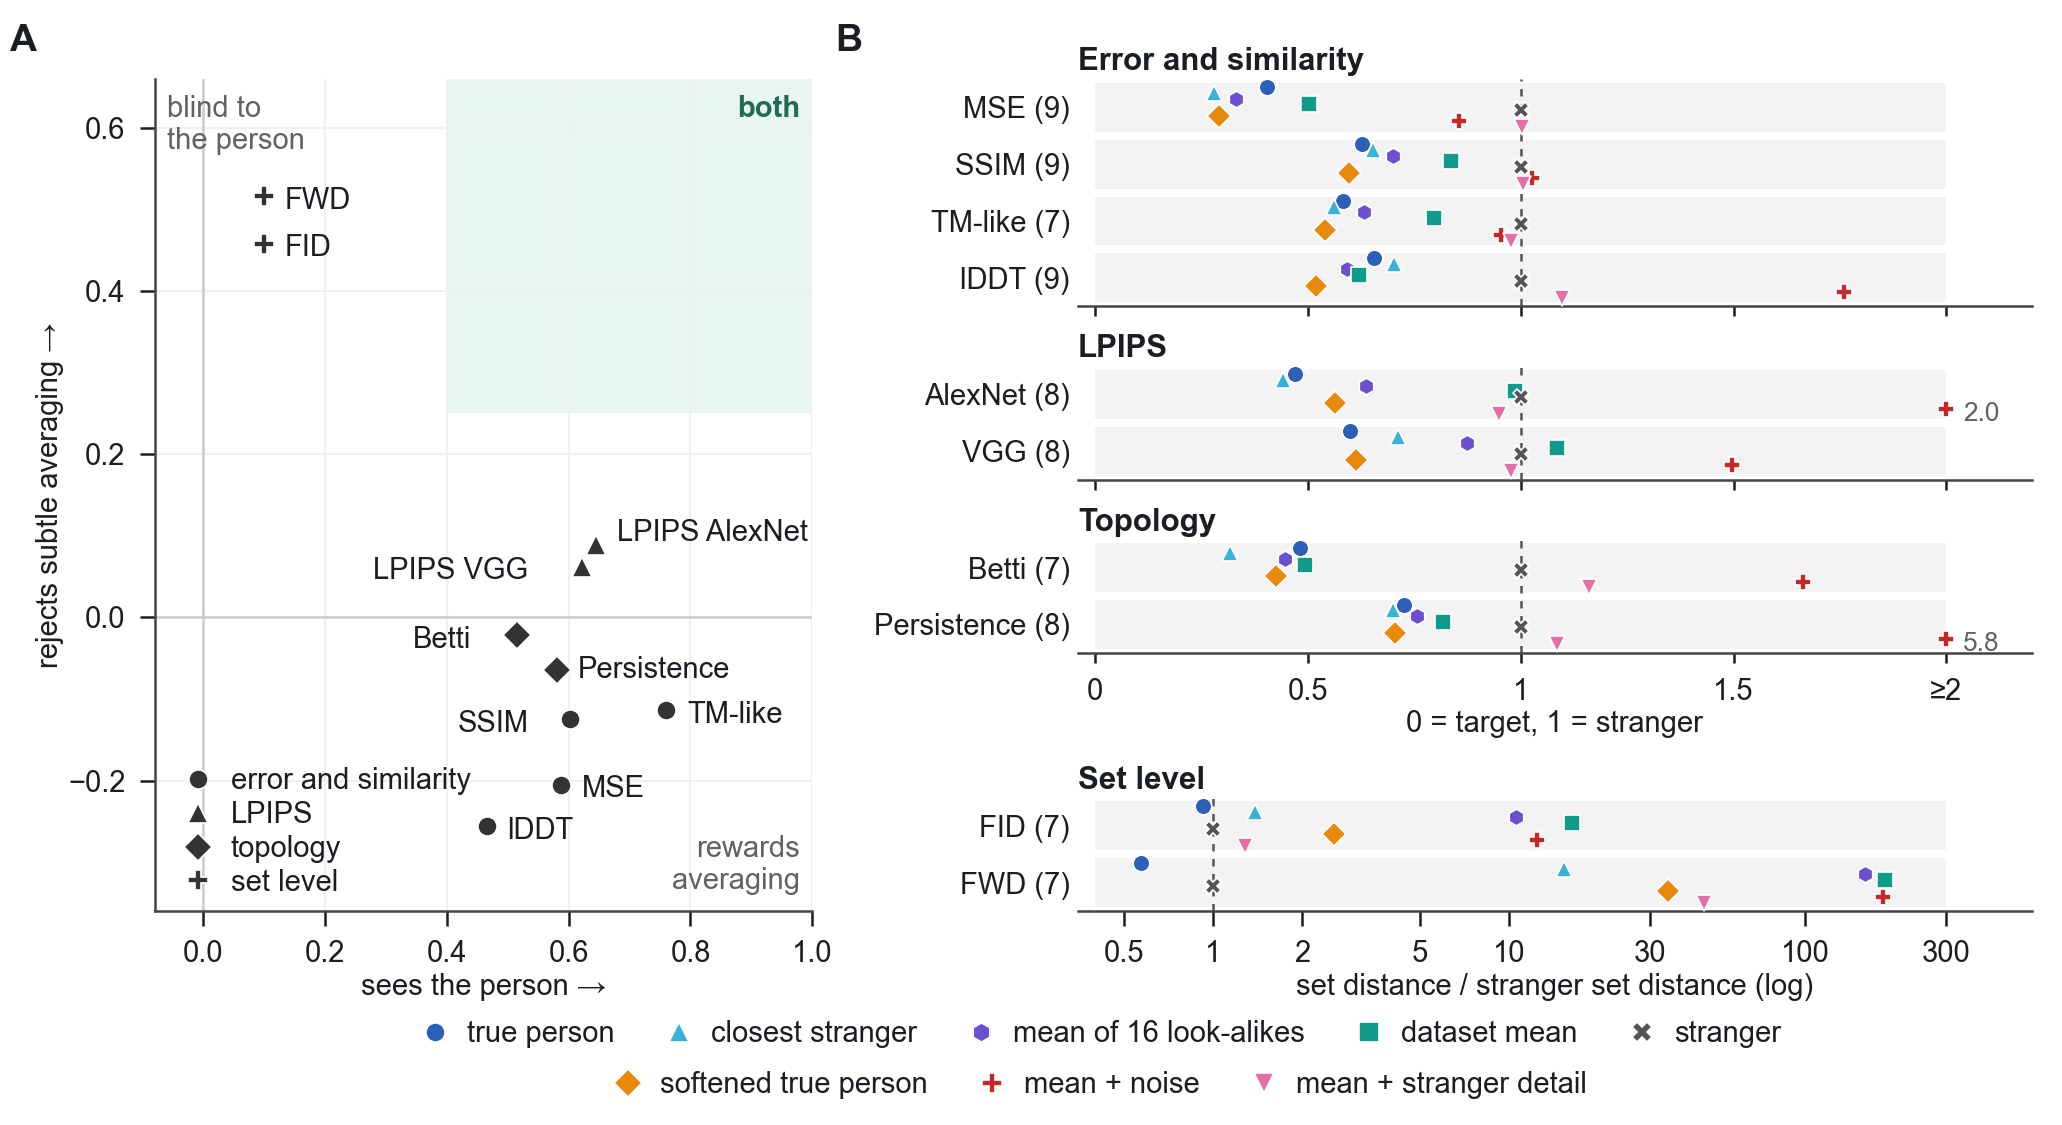 A
blind to
the person
both
FWD
FID
LPIPS AlexNet
LPIPS VGG
Betti
Persistence
SSIM
TM-like
MSE
lDDT
error and similarity
LPIPS
topology
set level
rewards
averaging
0.6
0.4
0.2
0.0
−0.2
rejects subtle averaging →
0.0 0.2 0.4 0.6 0.8 1.0
sees the person →
B
Error and similarity
MSE (9)
SSIM (9)
TM-like (7)
lDDT (9)
LPIPS
AlexNet (8)
2.0
VGG (8)
Topology
Betti (7)
Persistence (8)
5.8
0 0.5 1 1.5 ≥2
0 = target, 1 = stranger
Set level
FID (7)
FWD (7)
0.5 1 2 5 10 30 100 300
set distance / stranger set distance (log)
true person closest stranger mean of 16 look-alikes dataset mean stranger
softened true person mean + noise mean + stranger detail